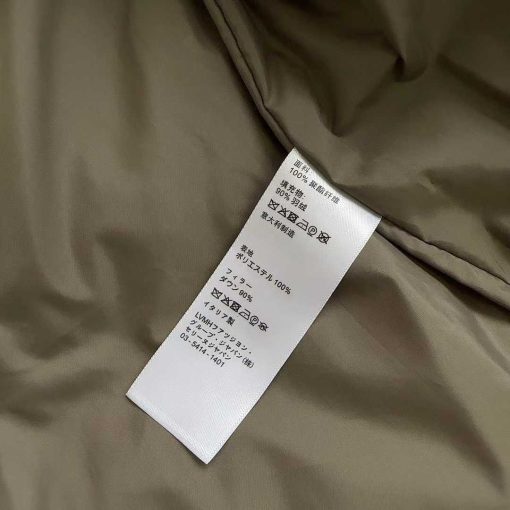 面料:
100% 聚酯纤维
填充物:
90% 羽绒
意大利制造
表地
ポリエステル 100%
フィラー
ダウン 90%
イタリア製
LVMHファッション・
グループ・ジャパン(株)
セリーヌジャパン
03-5414-1401